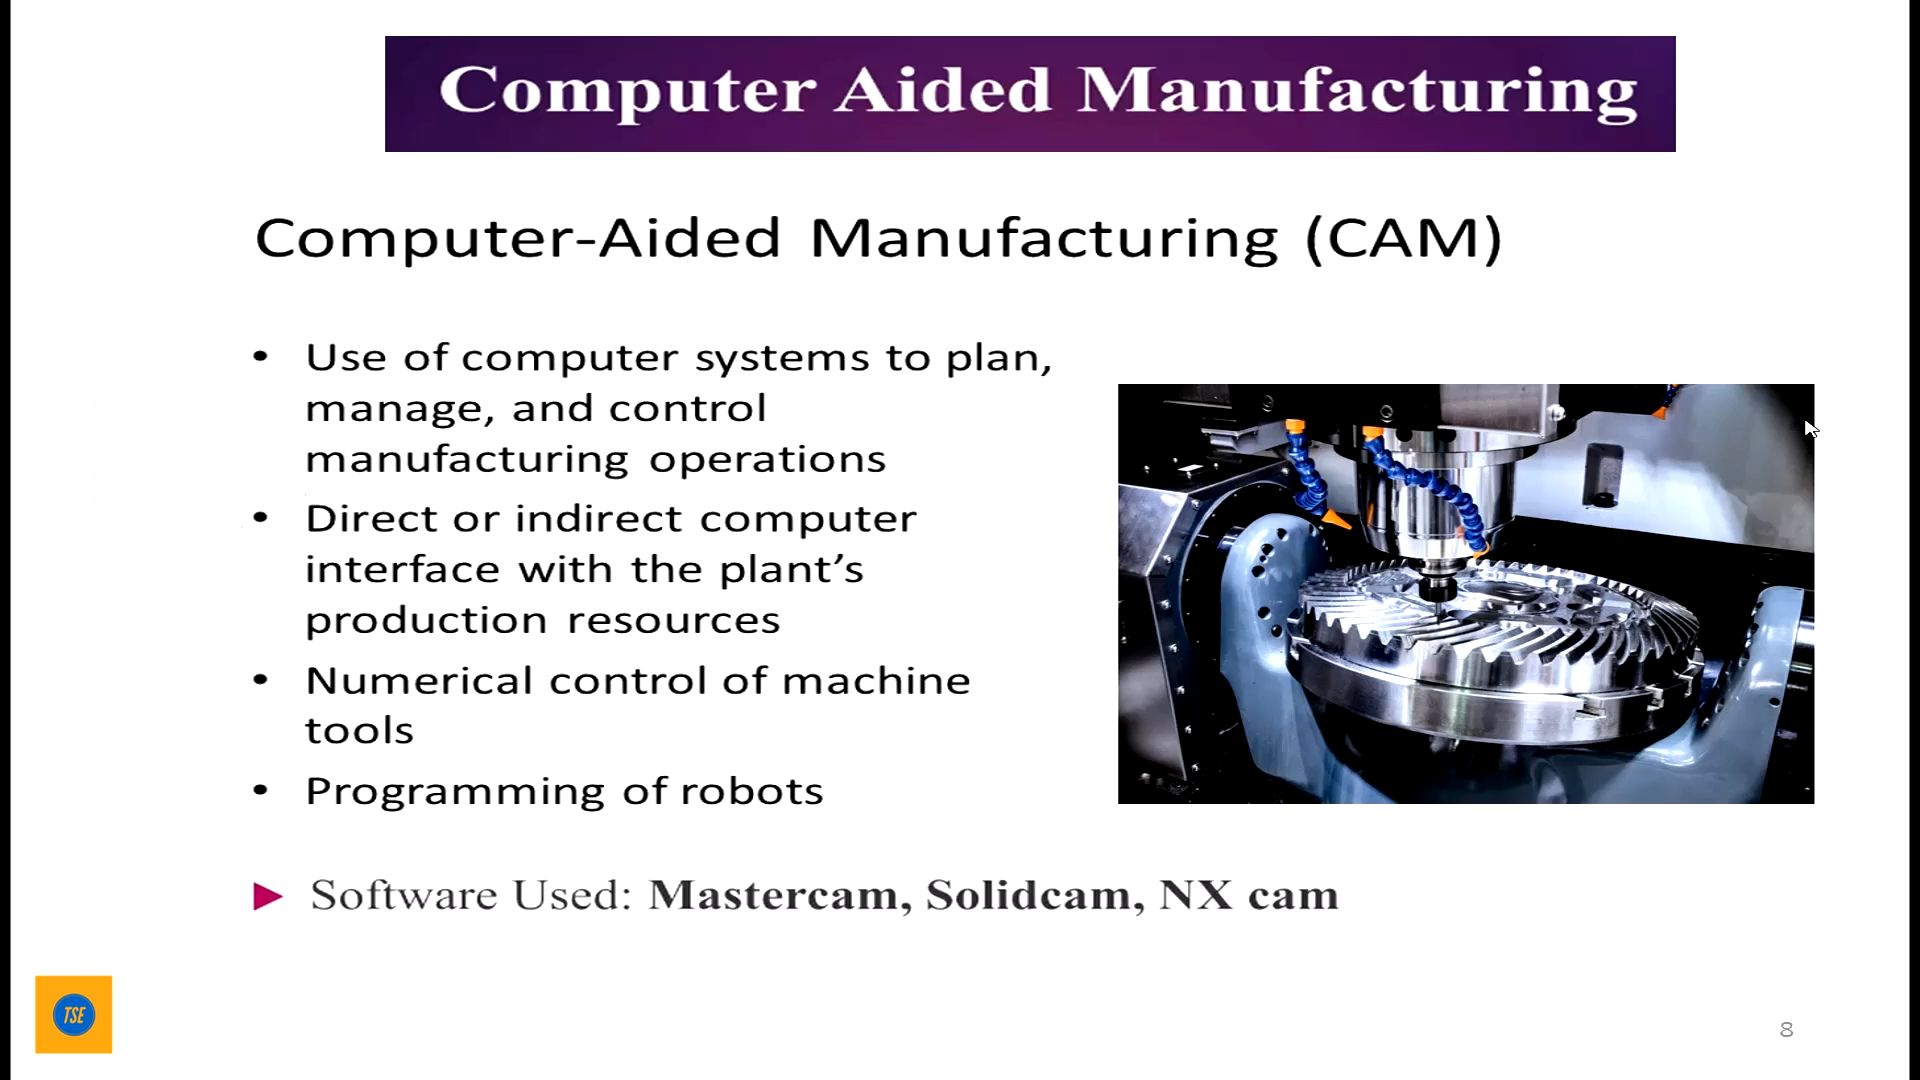 Computer Aided Manufacturing
Computer-Aided Manufacturing (CAM)
• Use of computer systems to plan,
manage, and control
manufacturing operations
• Direct or indirect computer
interface with the plant’s
production resources
• Numerical control of machine
tools
• Programming of robots
► Software Used: Mastercam, Solidcam, NX cam
TSE
8